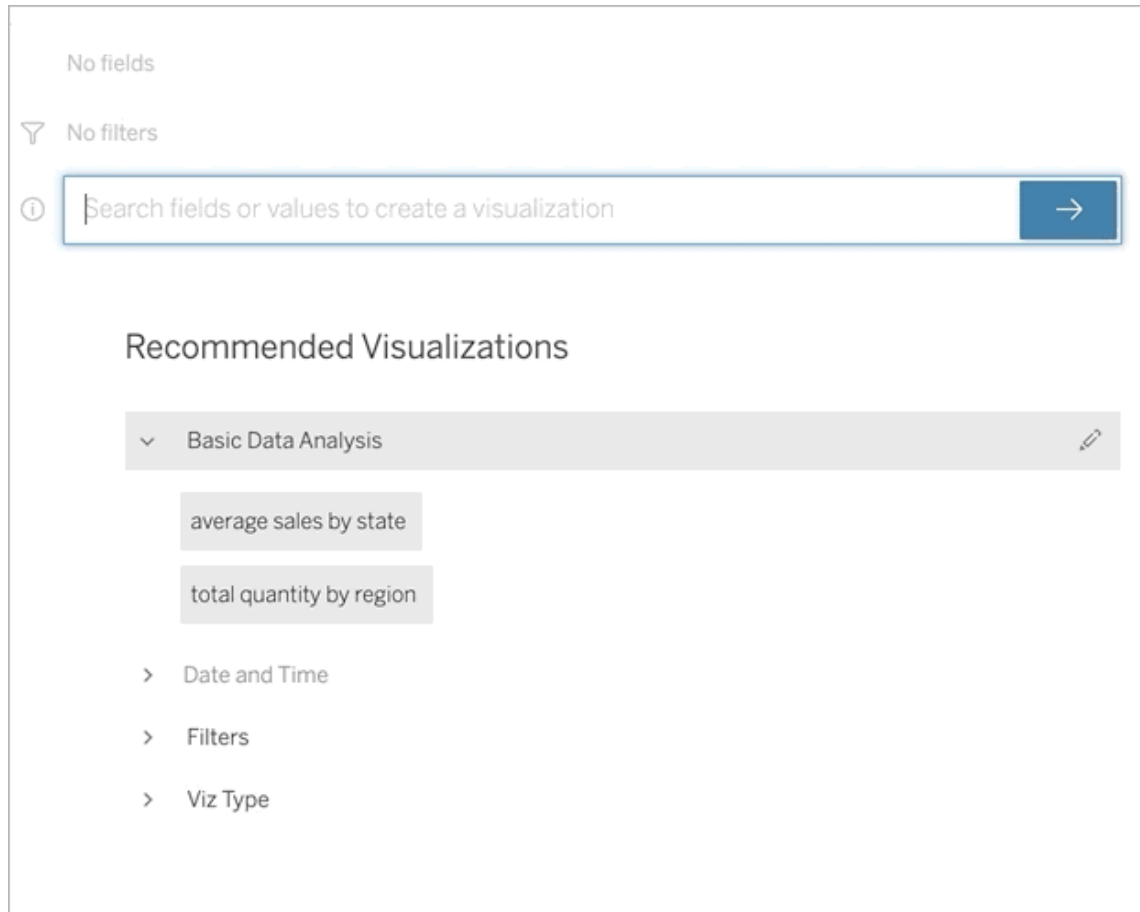 No fields
No filters
Search fields or values to create a visualization
Recommended Visualizations
Basic Data Analysis
average sales by state
total quantity by region
Date and Time
Filters
Viz Type